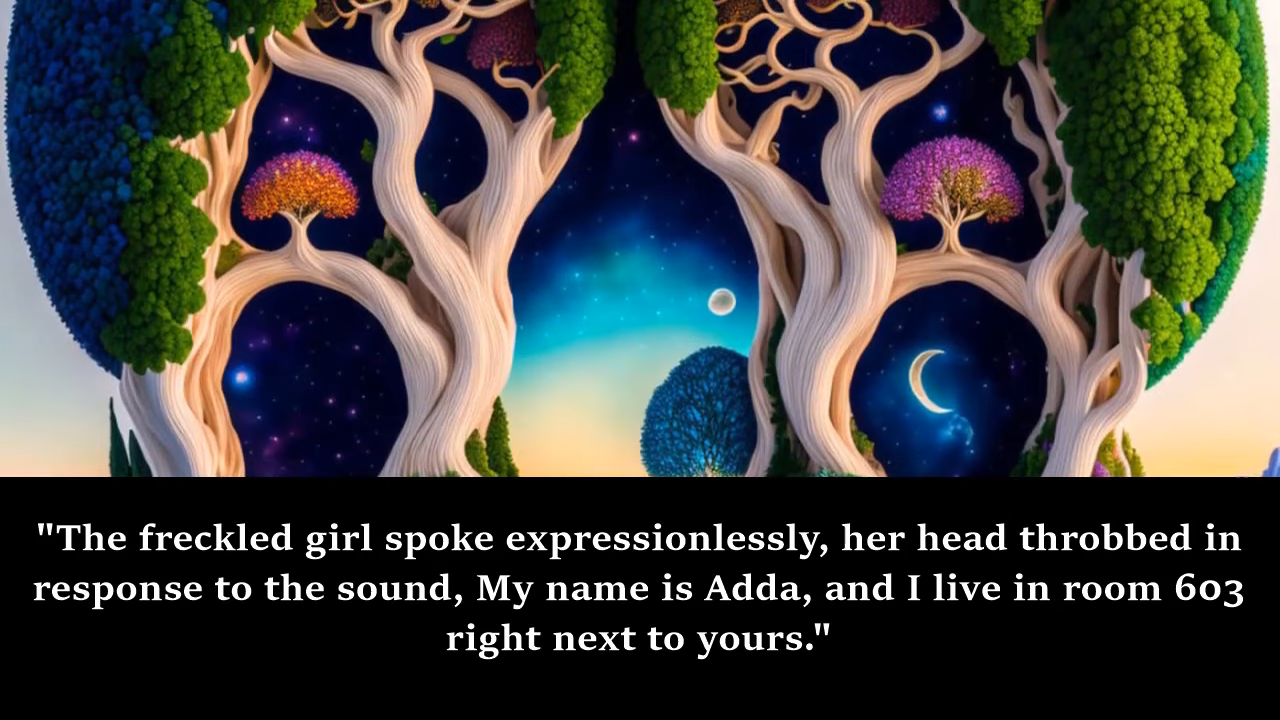 "The freckled girl spoke expressionlessly, her head throbbed in
response to the sound, My name is Adda, and I live in room 603
right next to yours."